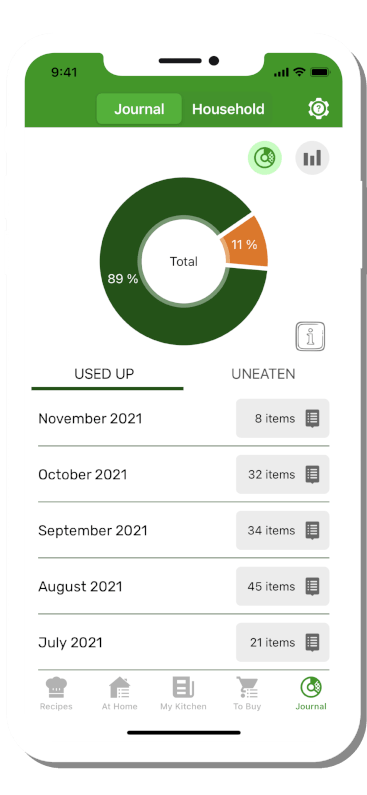 9:41
Journal Household
Total
11 %
89 %
i
USED UP UNEATEN
November 2021 8 items
October 2021 32 items
September 2021 34 items
August 2021 45 items
July 2021 21 items
Recipes At Home My Kitchen To Buy Journal